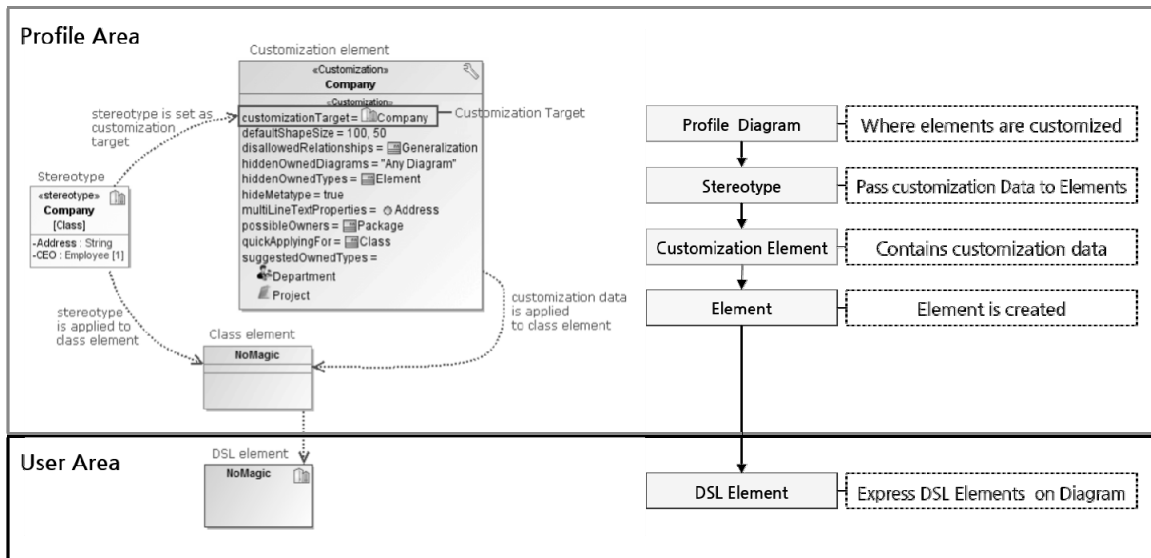 Profile Area
Customization element
«Customization»
Company
«Customization»
customizationTarget= Company
Customization Target
defaultShapeSize = 100, 50
disallowedRelationships = Generalization
hiddenOwnedDiagrams = "Any Diagram"
hiddenOwnedTypes = Element
hideMetatype = true
multiLineTextProperties = Address
possibleOwners = Package
quickApplyingFor = Class
suggestedOwnedTypes =
Department
Project
stereotype is set as
customization
target
Stereotype
«stereotype»
Company
[Class]
-Address : String
-CEO : Employee [1]
stereotype
is applied to
class element
customization data
is applied
to class element
Class element
NoMagic
Profile Diagram
Where elements are customized
Stereotype
Pass customization Data to Elements
Customization Element
Contains customization data
Element
Element is created
User Area
DSL element
NoMagic
DSL Element
Express DSL Elements on Diagram